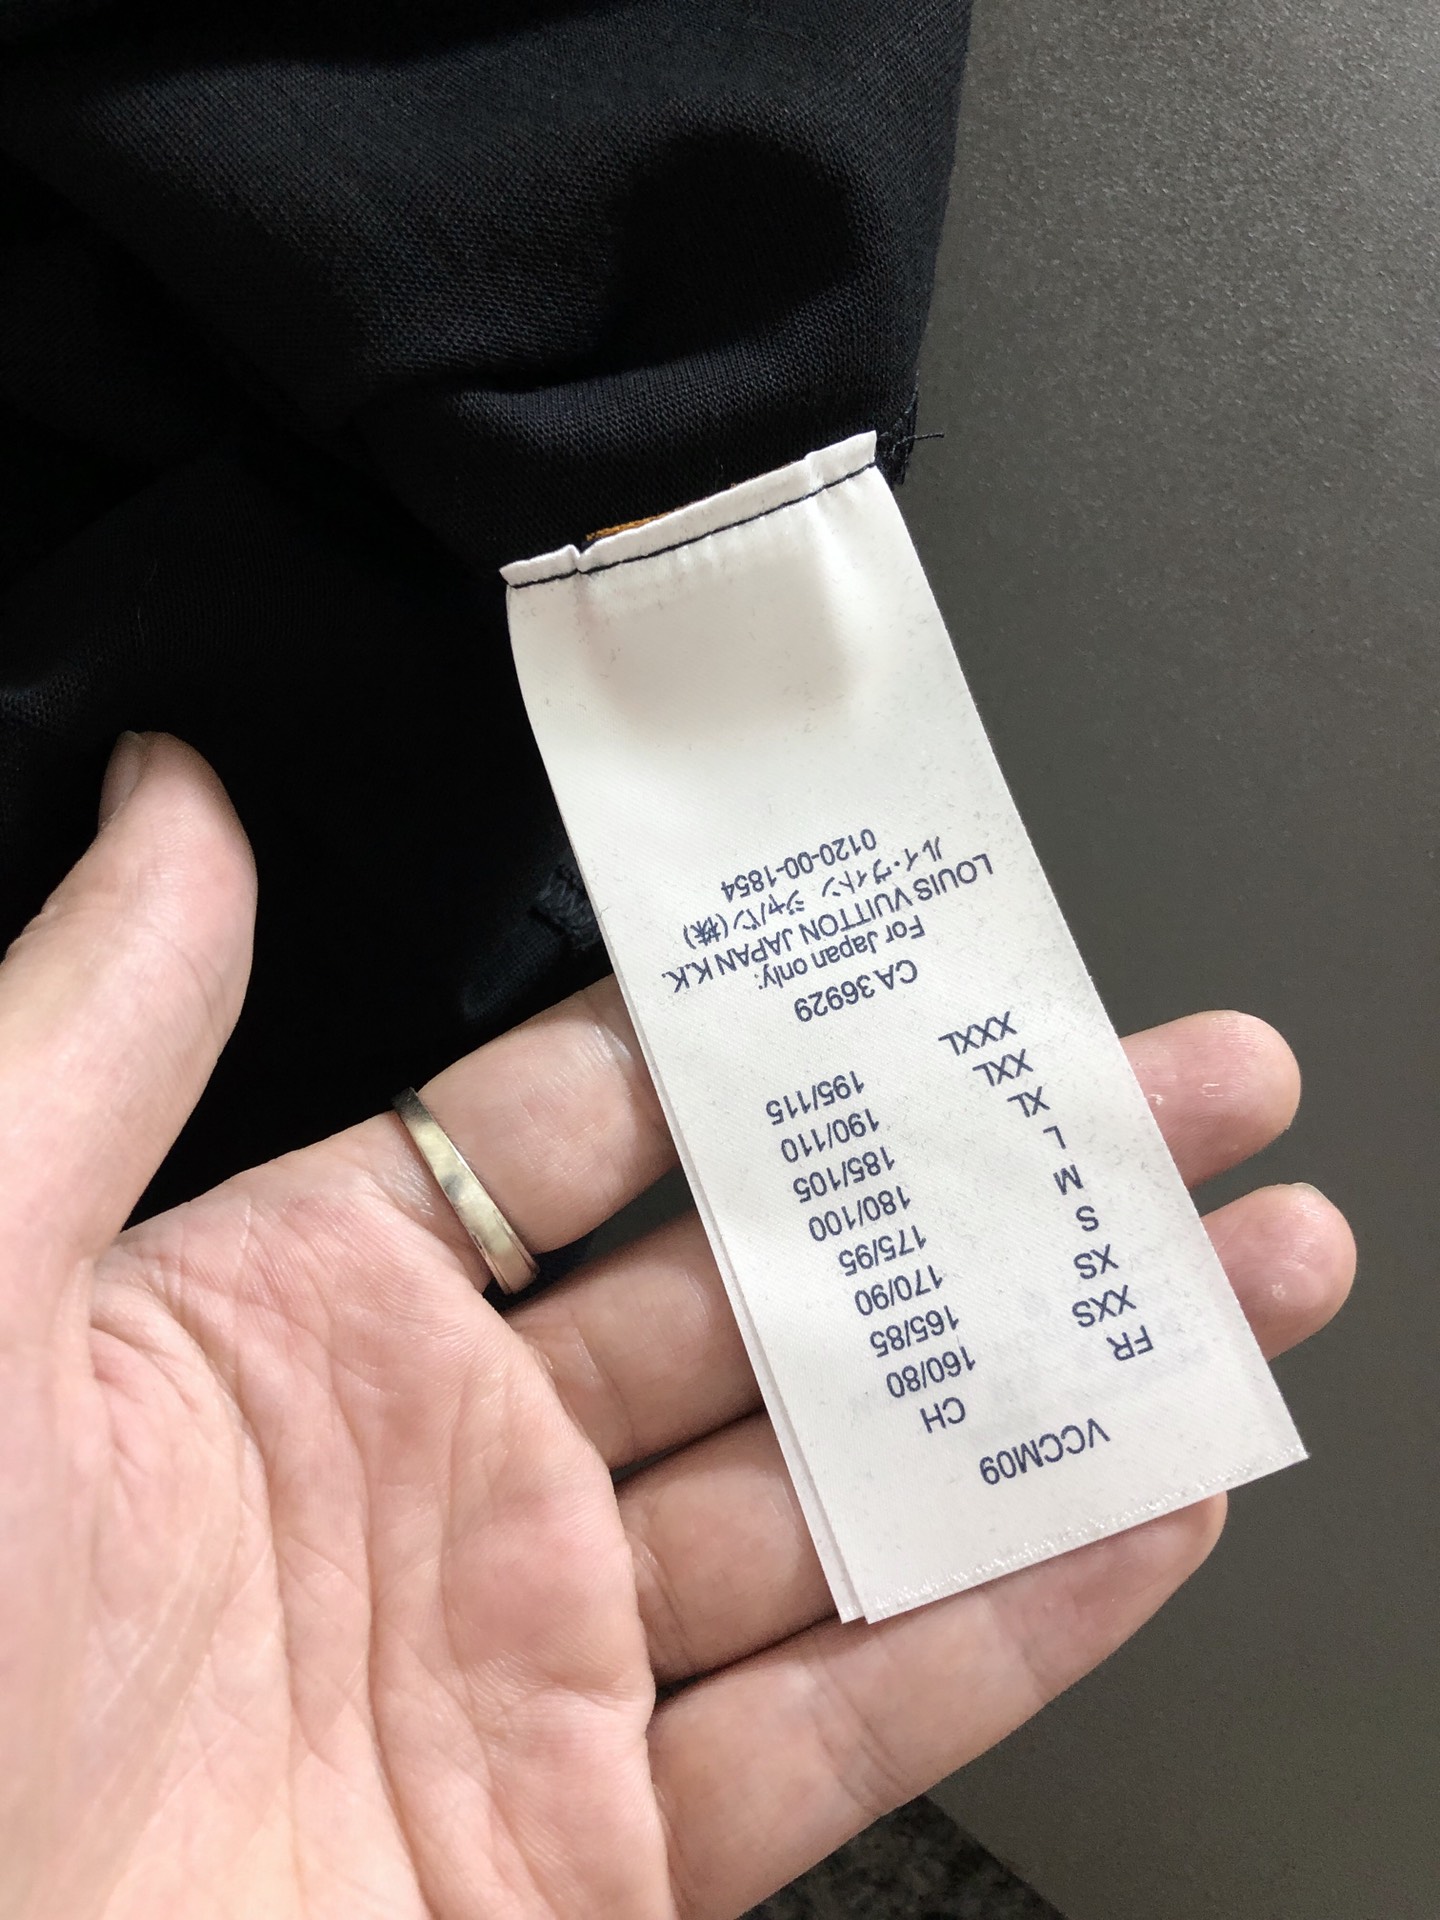 VCCM09
FR CH
XXS 160/80
XS 165/85
S 170/90
M 175/95
L 180/100
XL 185/105
XXL 190/110
XXXL 195/115
CA 36929
For Japan only:
LOUIS VUITTON JAPAN K.K.
ルイ・ヴィトン ジャパン(株)
0120-00-1854